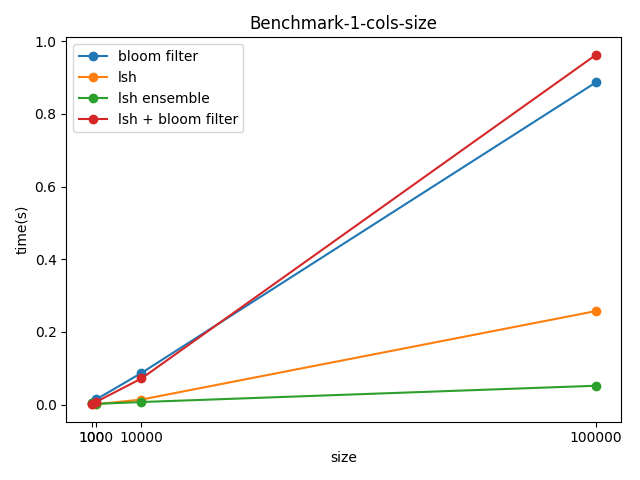 Benchmark-1-cols-size
1.0
0.8
0.6
0.4
0.2
0.0
time(s)
bloom filter
lsh
lsh ensemble
lsh + bloom filter
100
1000
10000
100000
size